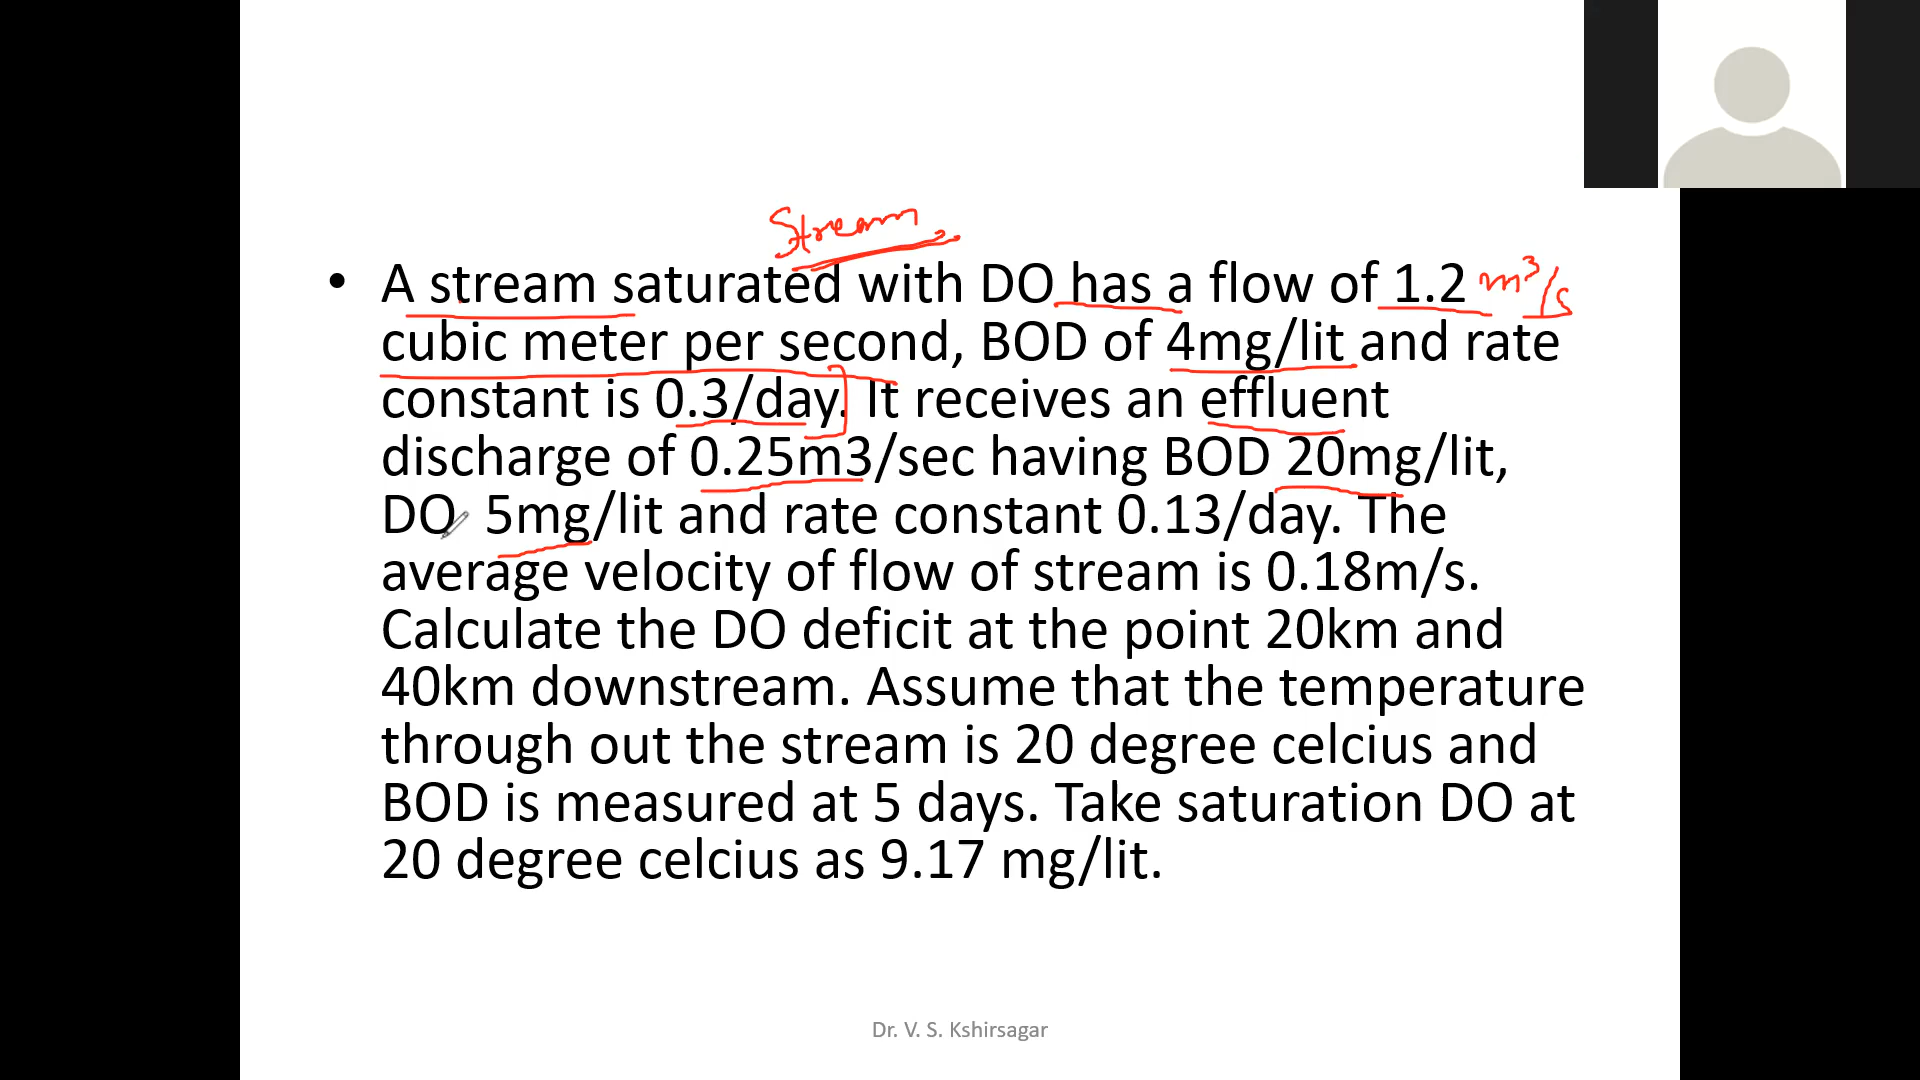 Stream
• A stream saturated with DO has a flow of 1.2 m³/s
cubic meter per second, BOD of 4mg/lit and rate
constant is 0.3/day. It receives an effluent
discharge of 0.25m3/sec having BOD 20mg/lit,
DO 5mg/lit and rate constant 0.13/day. The
average velocity of flow of stream is 0.18m/s.
Calculate the DO deficit at the point 20km and
40km downstream. Assume that the temperature
through out the stream is 20 degree celcius and
BOD is measured at 5 days. Take saturation DO at
20 degree celcius as 9.17 mg/lit.
Dr. V. S. Kshirsagar